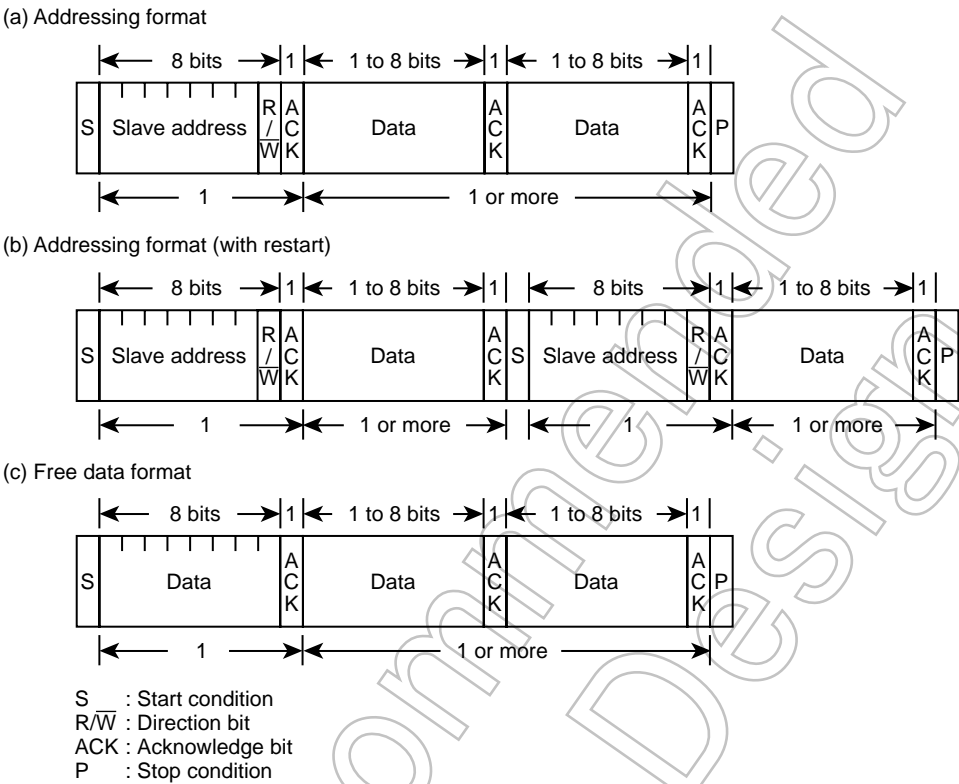 (a) Addressing format
8 bits 1 1 to 8 bits 1 1 to 8 bits 1
S Slave address R/W̅ ACK Data ACK Data ACK P
1 1 or more
(b) Addressing format (with restart)
8 bits 1 1 to 8 bits 1 8 bits 1 1 to 8 bits 1
S Slave address R/W̅ ACK Data ACK S Slave address R/W̅ ACK Data ACK P
1 1 or more 1 1 or more
(c) Free data format
8 bits 1 1 to 8 bits 1 1 to 8 bits 1
S Data ACK Data ACK Data ACK P
1 1 or more
S : Start condition
R/W̅ : Direction bit
ACK : Acknowledge bit
P : Stop condition
ommended
Design